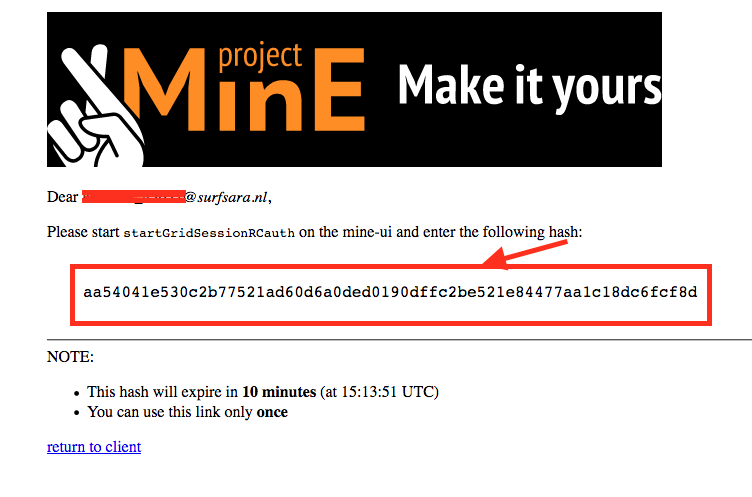 project
MinE
Make it yours
Dear @surfsara.nl,
Please start startGridSessionRCauth on the mine-ui and enter the following hash:
aa54041e530c2b77521ad60d6a0ded0190dffc2be521e84477aa1c18dc6fcf8d
NOTE:
• This hash will expire in 10 minutes (at 15:13:51 UTC)
• You can use this link only once
return to client